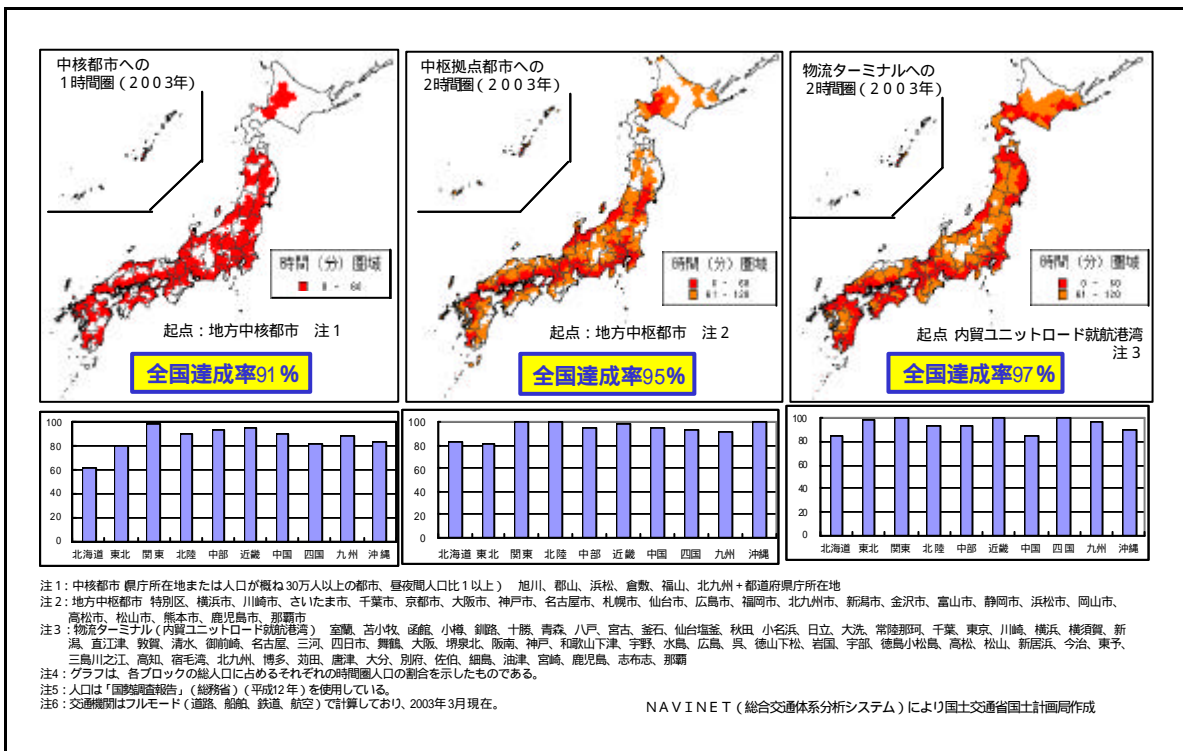 中核都市への
1時間圏(2003年)
時間(分)圏域
0 - 60
起点:地方中核都市 注1
全国達成率91%
中枢拠点都市への
2時間圏(2003年)
時間(分)圏域
0 - 60
61 - 120
起点:地方中枢都市 注2
全国達成率95%
物流ターミナルへの
2時間圏(2003年)
時間(分)圏域
0 - 60
61 - 120
起点 内貿ユニットロード就航港湾
注3
全国達成率97%
100
80
60
40
20
0
北海道 東北 関東 北陸 中部 近畿 中国 四国 九州 沖縄
100
80
60
40
20
0
北海道 東北 関東 北陸 中部 近畿 中国 四国 九州 沖縄
100
80
60
40
20
0
北海道 東北 関東 北陸 中部 近畿 中国 四国 九州 沖縄
注1:中核都市 県庁所在地または人口が概ね30万人以上の都市、昼夜間人口比1以上) 旭川、郡山、浜松、倉敷、福山、北九州+都道府県庁所在地
注2:地方中枢都市 特別区、横浜市、川崎市、さいたま市、千葉市、京都市、大阪市、神戸市、名古屋市、札幌市、仙台市、広島市、福岡市、北九州市、新潟市、金沢市、富山市、静岡市、浜松市、岡山市、
高松市、松山市、熊本市、鹿児島市、那覇市
注3:物流ターミナル(内貿ユニットロード就航港湾) 室蘭、苫小牧、函館、小樽、釧路、十勝、青森、八戸、宮古、釜石、仙台塩釜、秋田、小名浜、日立、大洗、常陸那珂、千葉、東京、川崎、横浜、横須賀、新
潟、直江津、敦賀、清水、御前崎、名古屋、三河、四日市、舞鶴、大阪、堺泉北、阪南、神戸、和歌山下津、宇野、水島、広島、呉、徳山下松、岩国、宇部、徳島小松島、高松、松山、新居浜、今治、東予、
三島川之江、高知、宿毛湾、北九州、博多、苅田、唐津、大分、別府、佐伯、細島、油津、宮崎、鹿児島、志布志、那覇
注4:グラフは、各ブロックの総人口に占めるそれぞれの時間圏人口の割合を示したものである。
注5:人口は「国勢調査報告」(総務省)(平成12年)を使用している。
注6:交通機関はフルモード(道路、船舶、鉄道、航空)で計算しており、2003年3月現在。
NAVINET(総合交通体系分析システム)により国土交通省国土計画局作成